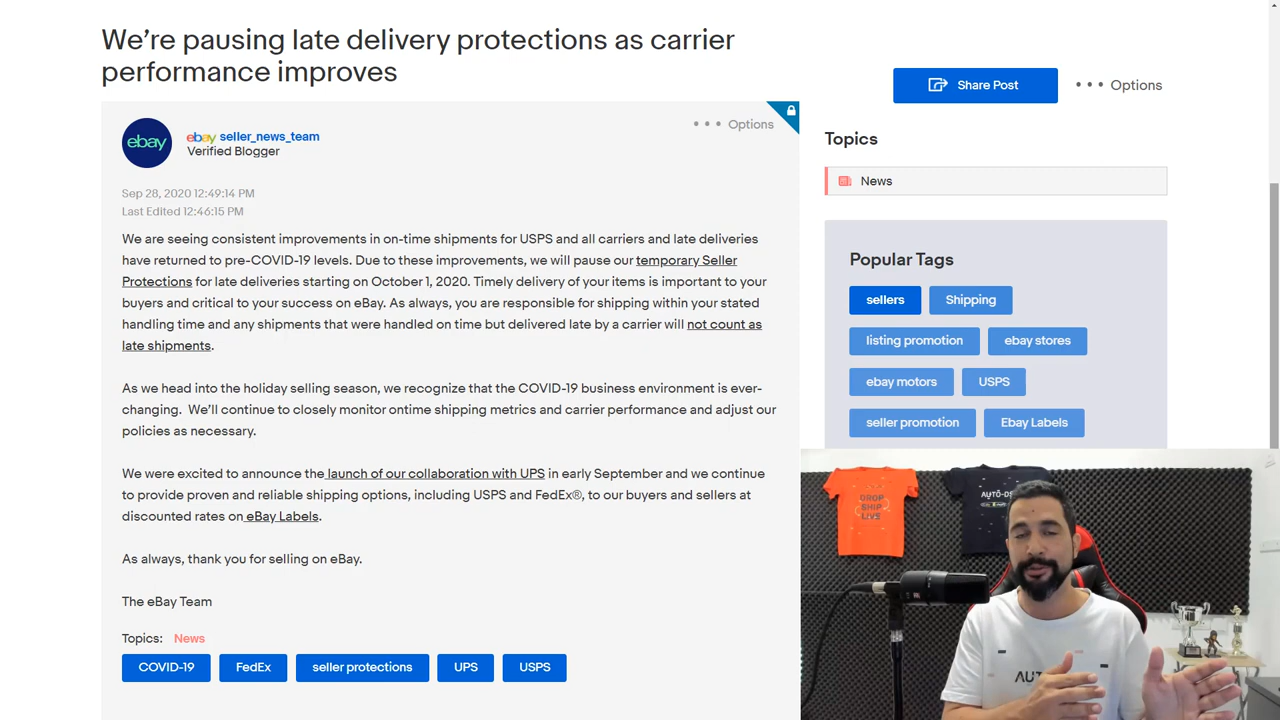 We're pausing late delivery protections as carrier
performance improves
Share Post
Options
ebay
ebay seller_news_team
Verified Blogger
Options
Sep 28, 2020 12:49:14 PM
Last Edited 12:46:15 PM
We are seeing consistent improvements in on-time shipments for USPS and all carriers and late deliveries
have returned to pre-COVID-19 levels. Due to these improvements, we will pause our temporary Seller
Protections for late deliveries starting on October 1, 2020. Timely delivery of your items is important to your
buyers and critical to your success on eBay. As always, you are responsible for shipping within your stated
handling time and any shipments that were handled on time but delivered late by a carrier will not count as
late shipments.
As we head into the holiday selling season, we recognize that the COVID-19 business environment is ever-
changing. We'll continue to closely monitor ontime shipping metrics and carrier performance and adjust our
policies as necessary.
We were excited to announce the launch of our collaboration with UPS in early September and we continue
to provide proven and reliable shipping options, including USPS and FedEx®, to our buyers and sellers at
discounted rates on eBay Labels.
As always, thank you for selling on eBay.
The eBay Team
Topics: News
COVID-19
FedEx
seller protections
UPS
USPS
Topics
News
Popular Tags
sellers
Shipping
listing promotion
ebay stores
ebay motors
USPS
seller promotion
Ebay Labels
DROP
SHIP
LIVE
AUTO-DS
AUT